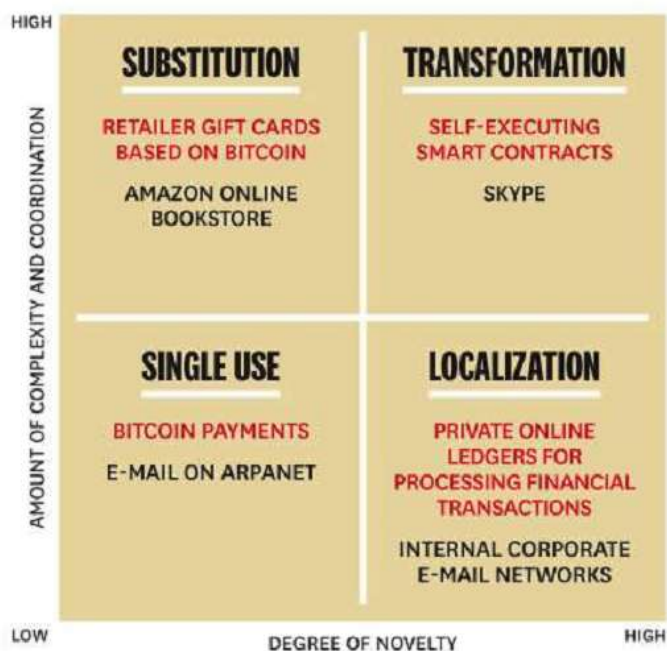 HIGH
AMOUNT OF COMPLEXITY AND COORDINATION
SUBSTITUTION
RETAILER GIFT CARDS
BASED ON BITCOIN
AMAZON ONLINE
BOOKSTORE
TRANSFORMATION
SELF-EXECUTING
SMART CONTRACTS
SKYPE
SINGLE USE
BITCOIN PAYMENTS
E-MAIL ON ARPANET
LOCALIZATION
PRIVATE ONLINE
LEDGERS FOR
PROCESSING FINANCIAL
TRANSACTIONS
INTERNAL CORPORATE
E-MAIL NETWORKS
LOW
DEGREE OF NOVELTY
HIGH